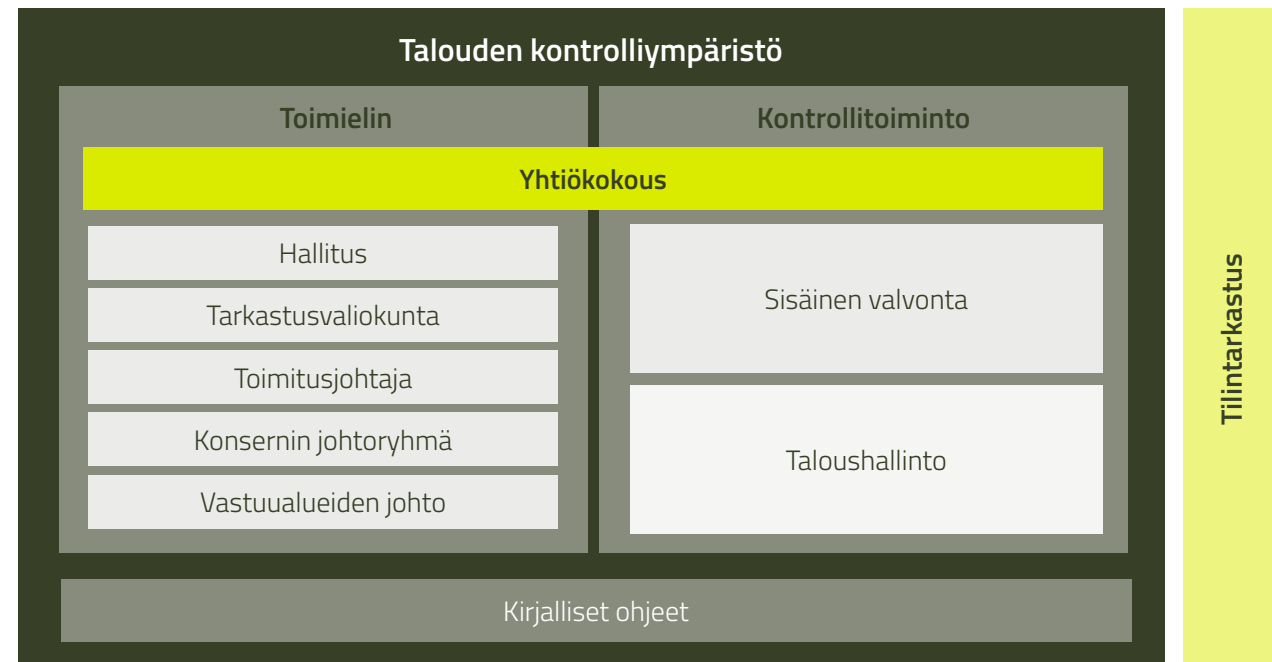 Talouden kontrolliympäristö
Toimielin
Kontrollitoiminto
Yhtiökokous
Hallitus
Tarkastusvaliokunta
Toimitusjohtaja
Konsernin johtoryhmä
Vastuualueiden johto
Sisäinen valvonta
Taloushallinto
Kirjalliset ohjeet
Tilintarkastus